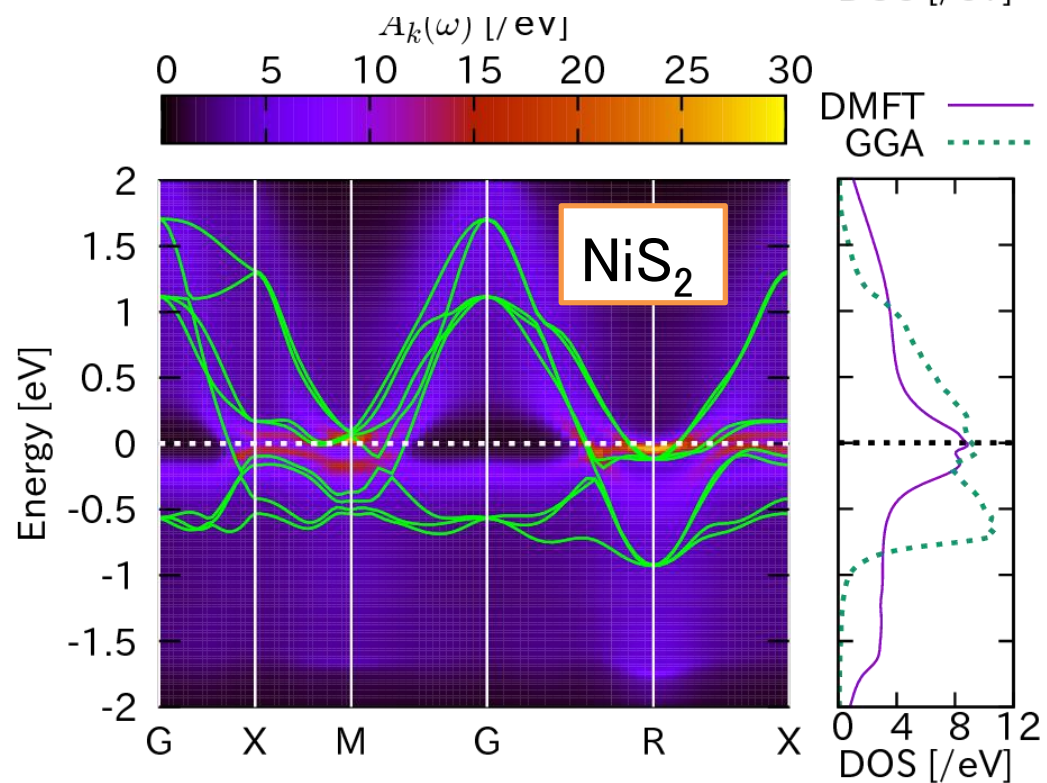 A_k(ω) [/ eV]
0 5 10 15 20 25 30
DMFT
GGA
NiS₂
2
1.5
1
0.5
0
-0.5
-1
-1.5
-2
Energy [eV]
G X M G R X
0 4 8 12
DOS [/eV]